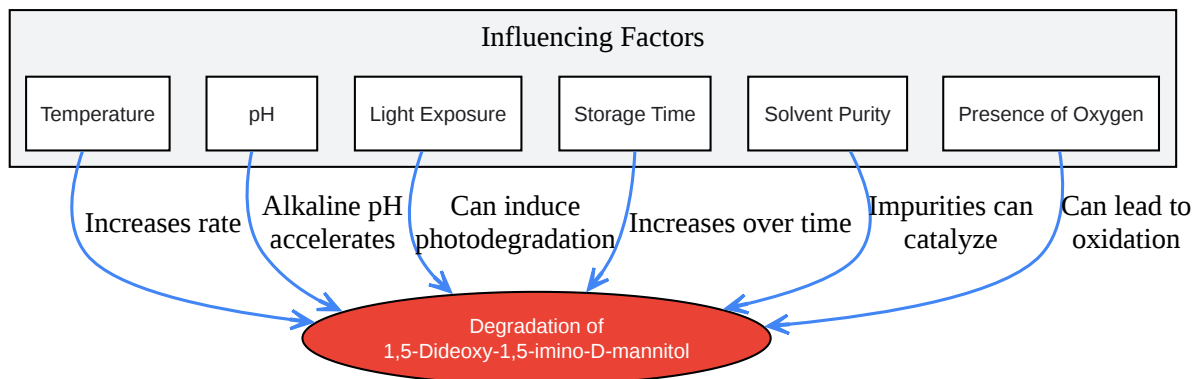 Influencing Factors
Temperature
pH
Light Exposure
Storage Time
Solvent Purity
Presence of Oxygen
Increases rate
Alkaline pH
accelerates
Can induce
photodegradation
Increases over time
Impurities can
catalyze
Can lead to
oxidation
Degradation of
1,5-Dideoxy-1,5-imino-D-mannitol